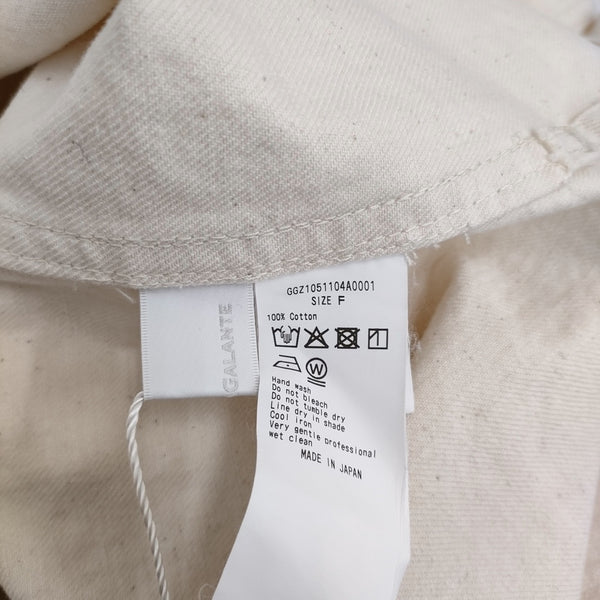 GALANTE
GGZ1051104A0001
SIZE F
100% Cotton
W
Hand wash
Do not bleach
Do not tumble dry
Line dry in shade
Cool iron
Very gentle professional
wet clean
MADE IN JAPAN